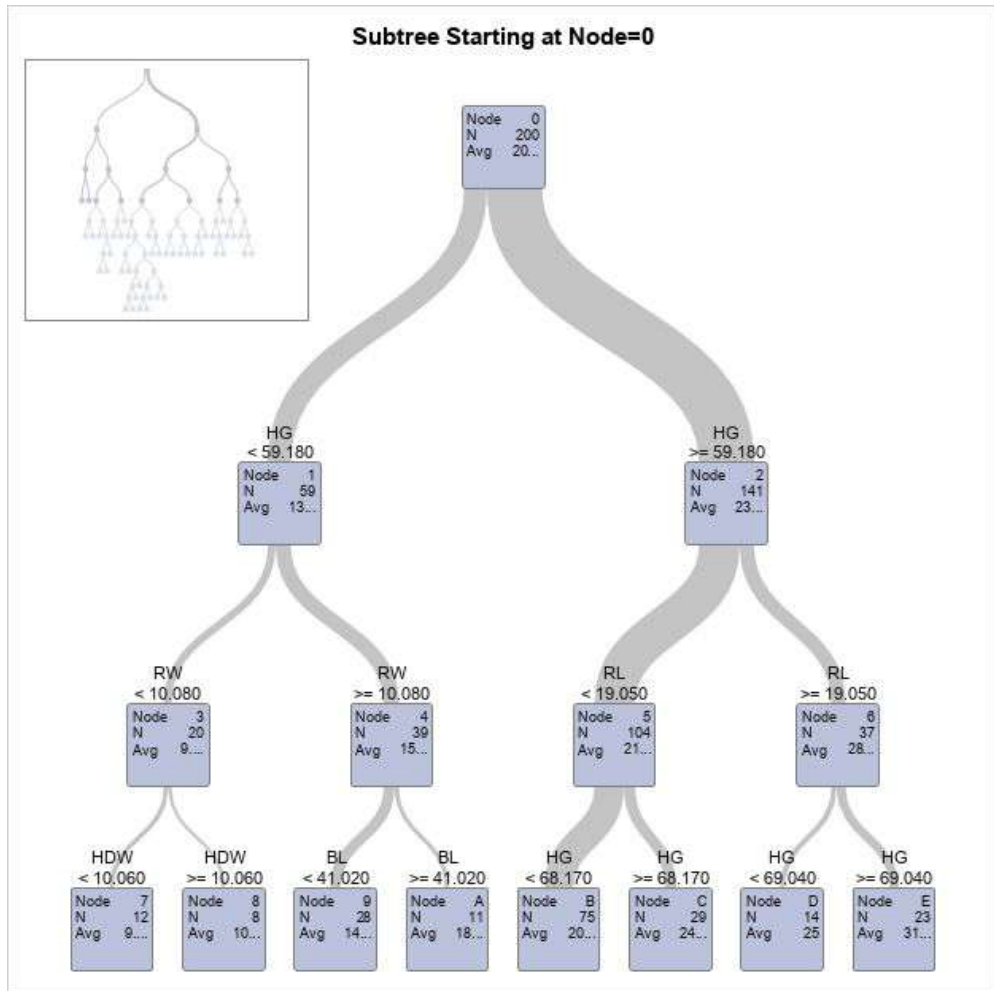 Subtree Starting at Node=0
Node 0
N 200
Avg 20...
HG
< 59.180
Node 1
N 59
Avg 13...
HG
>= 59.180
Node 2
N 141
Avg 23...
RW
< 10.080
Node 3
N 20
Avg 9....
RW
>= 10.080
Node 4
N 39
Avg 15...
RL
< 19.050
Node 5
N 104
Avg 21...
RL
>= 19.050
Node 6
N 37
Avg 28...
HDW
< 10.060
Node 7
N 12
Avg 9....
HDW
>= 10.060
Node 8
N 8
Avg 10...
BL
< 41.020
Node 9
N 28
Avg 14...
BL
>= 41.020
Node A
N 11
Avg 18...
HG
< 68.170
Node B
N 75
Avg 20...
HG
>= 68.170
Node C
N 29
Avg 24...
HG
< 69.040
Node D
N 14
Avg 25
HG
>= 69.040
Node E
N 23
Avg 31...